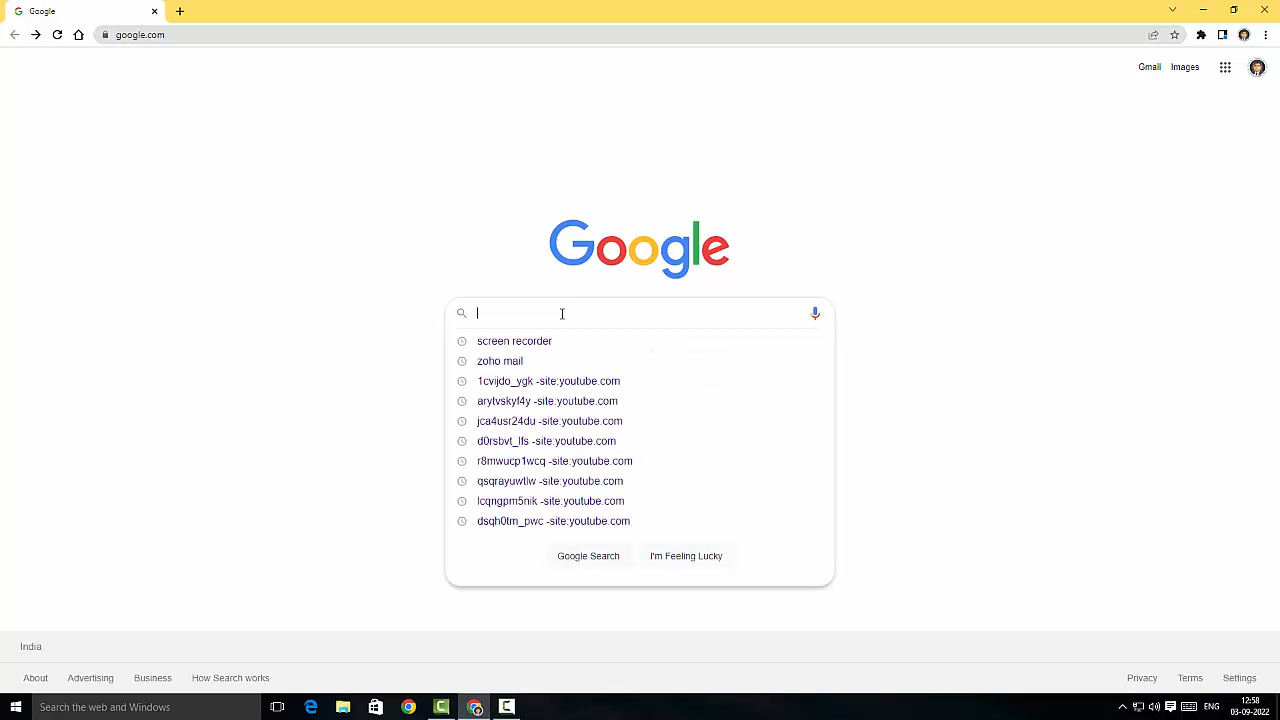 Google
google.com
Gmail Images
Google
screen recorder
zoho mail
1cvijdo_ygk -site:youtube.com
arytvskyf4y -site:youtube.com
jca4usr24du -site:youtube.com
d0rsbvt_lfs -site:youtube.com
r8mwucp1wcq -site:youtube.com
qsqrayuwtlw -site:youtube.com
lcqngpm5nik -site:youtube.com
dsqh0tm_pwc -site:youtube.com
Google Search I'm Feeling Lucky
India
About Advertising Business How Search works Privacy Terms Settings
Search the web and Windows
ENG
12:58
03-09-2022